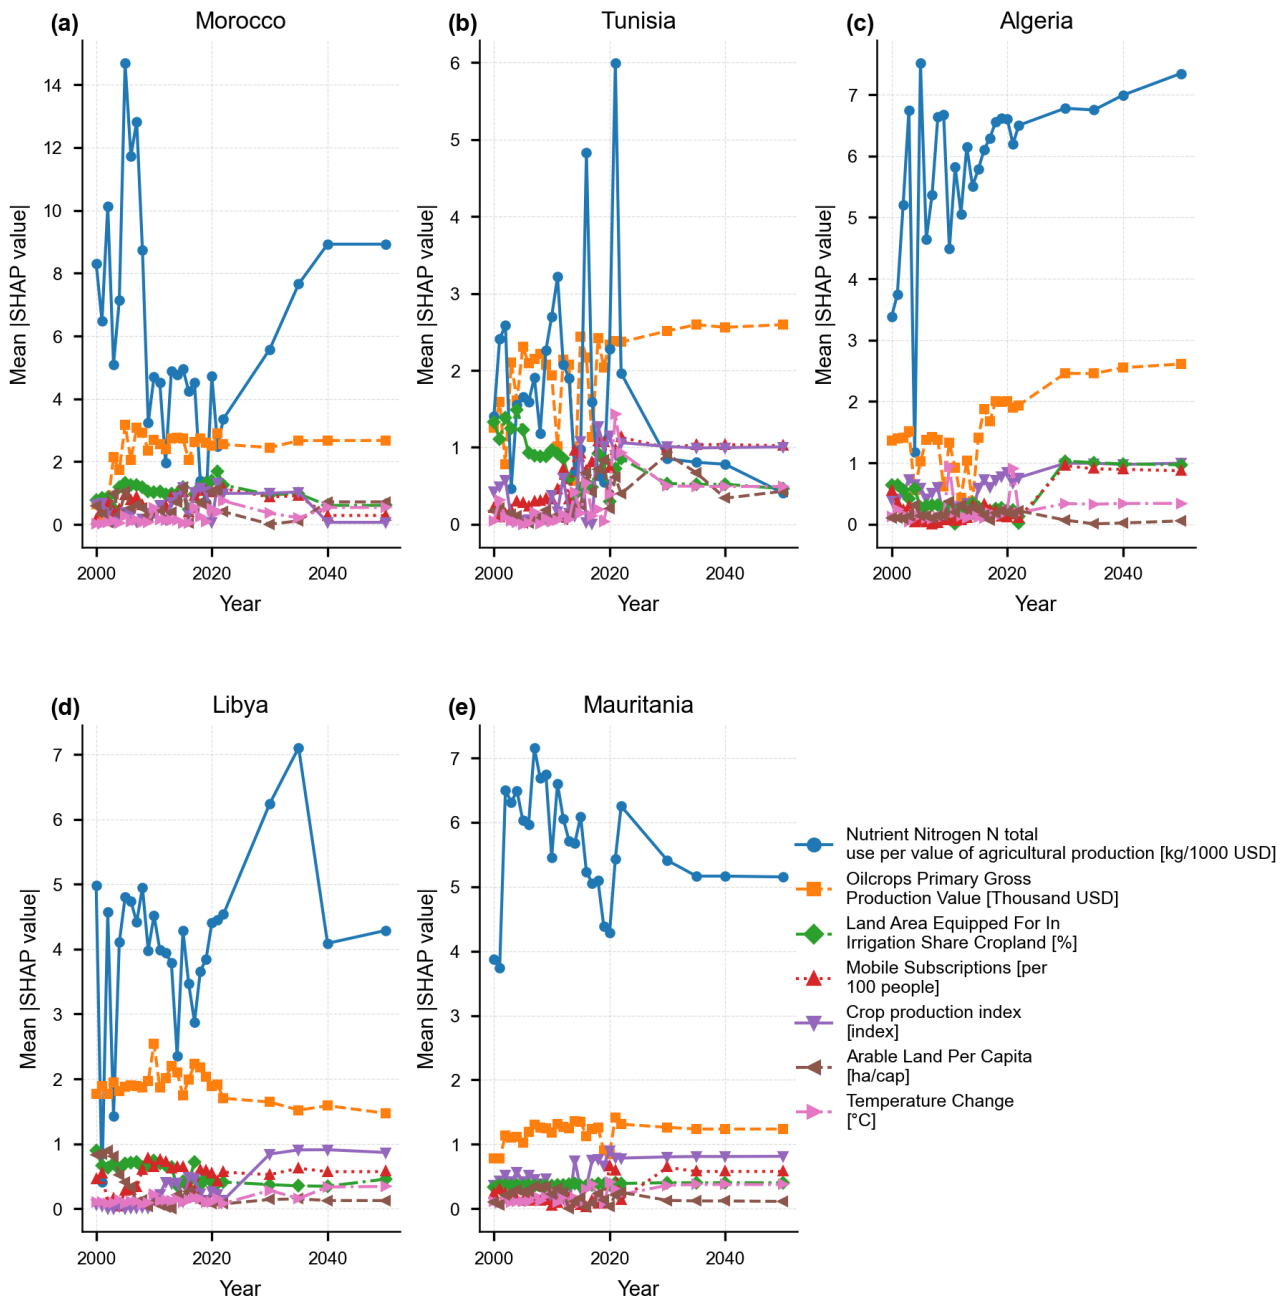 (a) Morocco
Mean |SHAP value|
14
12
10
8
6
4
2
0
2000 2020 2040
Year
(b) Tunisia
Mean |SHAP value|
6
5
4
3
2
1
0
2000 2020 2040
Year
(c) Algeria
Mean |SHAP value|
7
6
5
4
3
2
1
0
2000 2020 2040
Year
(d) Libya
Mean |SHAP value|
7
6
5
4
3
2
1
0
2000 2020 2040
Year
(e) Mauritania
Mean |SHAP value|
7
6
5
4
3
2
1
0
2000 2020 2040
Year
Nutrient Nitrogen N total
use per value of agricultural production [kg/1000 USD]
Oilcrops Primary Gross
Production Value [Thousand USD]
Land Area Equipped For In
Irrigation Share Cropland [%]
Mobile Subscriptions [per
100 people]
Crop production index
[index]
Arable Land Per Capita
[ha/cap]
Temperature Change
[°C]